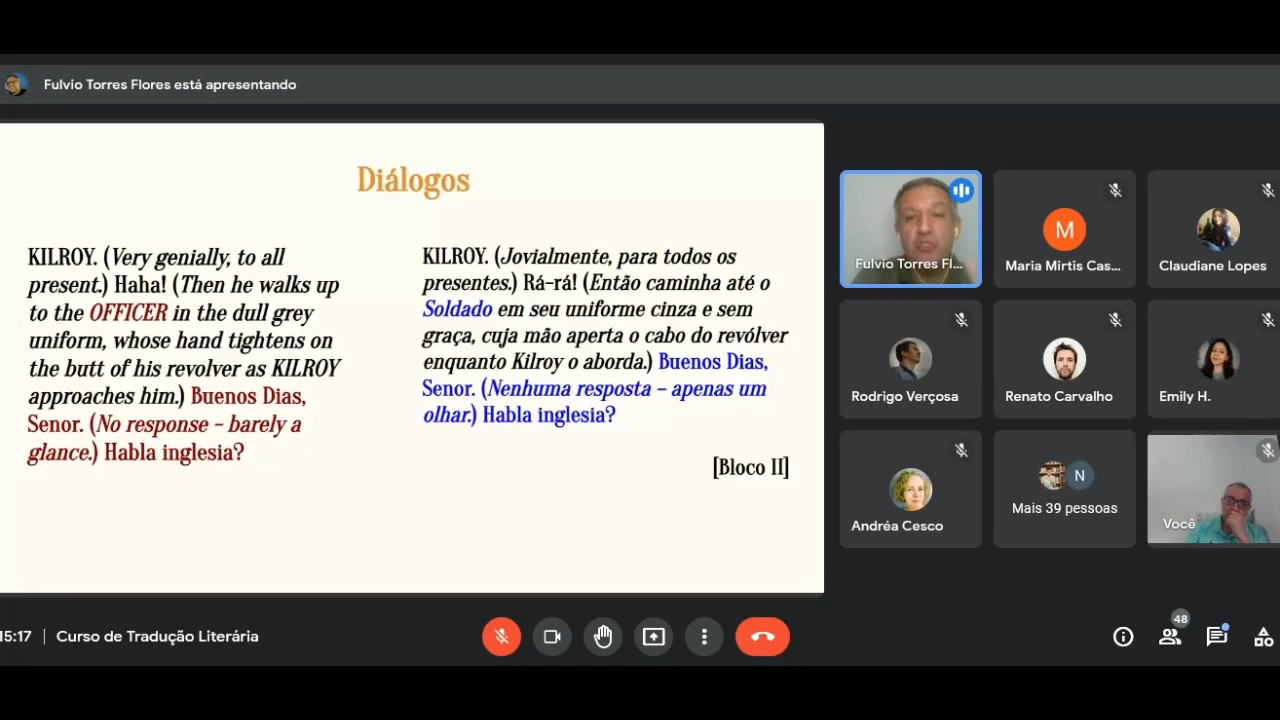 Fulvio Torres Flores está apresentando
Diálogos
KILROY. (Very genially, to all
present.) Haha! (Then he walks up
to the OFFICER in the dull grey
uniform, whose hand tightens on
the butt of his revolver as KILROY
approaches him.) Buenos Dias,
Senor. (No response – barely a
glance.) Habla inglesia?
KILROY. (Jovialmente, para todos os
presentes.) Rá-rá! (Então caminha até o
Soldado em seu uniforme cinza e sem
graça, cuja mão aperta o cabo do revólver
enquanto Kilroy o aborda.) Buenos Dias,
Senor. (Nenhuma resposta – apenas um
olhar.) Habla inglesia?
[Bloco II]
Fulvio Torres Fl...
M
Maria Mirtis Cas...
Claudiane Lopes
Rodrigo Verçosa
Renato Carvalho
Emily H.
Andréa Cesco
N
Mais 39 pessoas
Você
15:17 | Curso de Tradução Literária
48